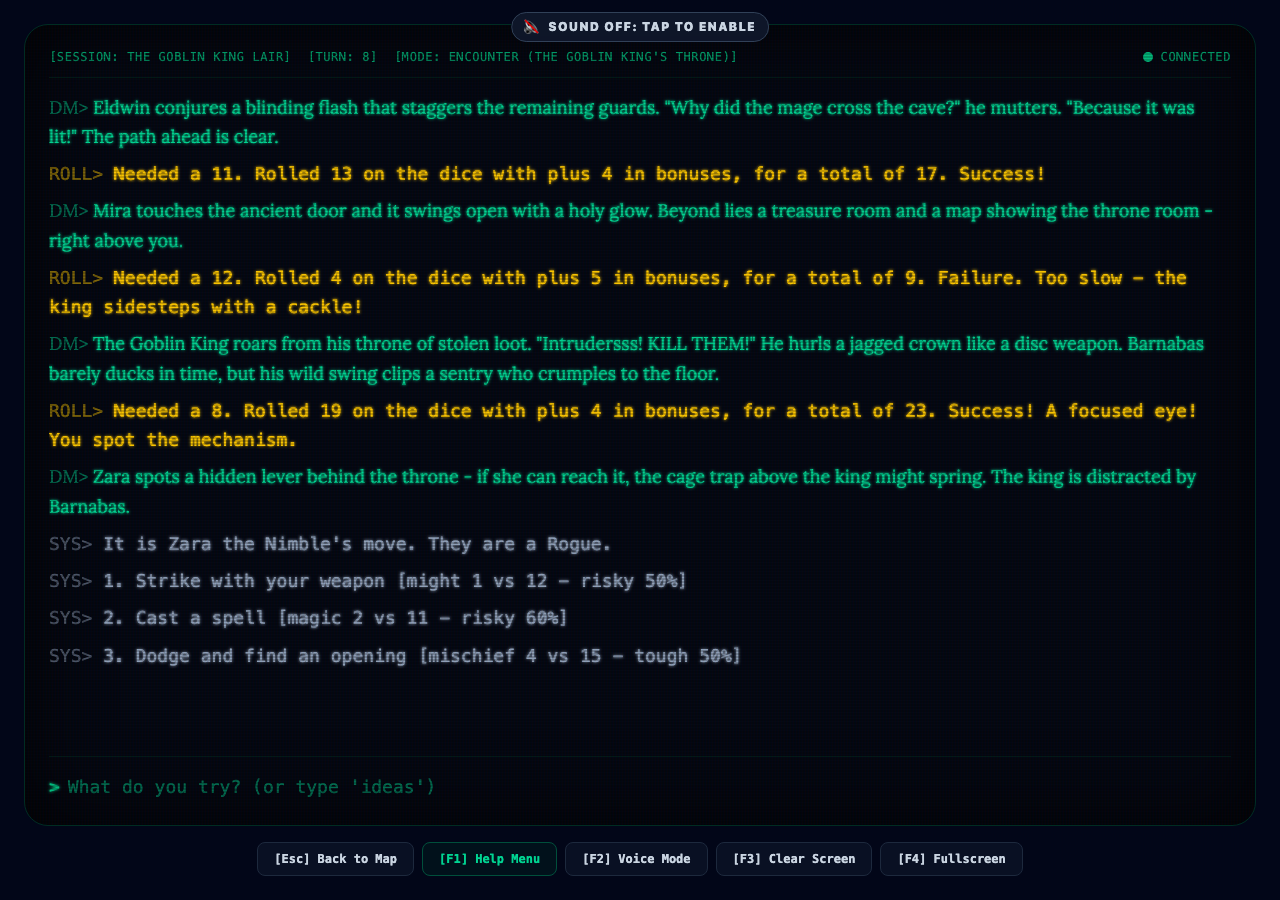 SOUND OFF: TAP TO ENABLE
[SESSION: THE GOBLIN KING LAIR] [TURN: 8] [MODE: ENCOUNTER (THE GOBLIN KING'S THRONE)] CONNECTED
DM> Eldwin conjures a blinding flash that staggers the remaining guards. "Why did the mage cross the cave?" he mutters. "Because it was
lit!" The path ahead is clear.
ROLL> Needed a 11. Rolled 13 on the dice with plus 4 in bonuses, for a total of 17. Success!
DM> Mira touches the ancient door and it swings open with a holy glow. Beyond lies a treasure room and a map showing the throne room -
right above you.
ROLL> Needed a 12. Rolled 4 on the dice with plus 5 in bonuses, for a total of 9. Failure. Too slow — the
king sidesteps with a cackle!
DM> The Goblin King roars from his throne of stolen loot. "Intrudersss! KILL THEM!" He hurls a jagged crown like a disc weapon. Barnabas
barely ducks in time, but his wild swing clips a sentry who crumples to the floor.
ROLL> Needed a 8. Rolled 19 on the dice with plus 4 in bonuses, for a total of 23. Success! A focused eye!
You spot the mechanism.
DM> Zara spots a hidden lever behind the throne - if she can reach it, the cage trap above the king might spring. The king is distracted by
Barnabas.
SYS> It is Zara the Nimble's move. They are a Rogue.
SYS> 1. Strike with your weapon [might 1 vs 12 — risky 50%]
SYS> 2. Cast a spell [magic 2 vs 11 — risky 60%]
SYS> 3. Dodge and find an opening [mischief 4 vs 15 — tough 50%]
> What do you try? (or type 'ideas')
[Esc] Back to Map [F1] Help Menu [F2] Voice Mode [F3] Clear Screen [F4] Fullscreen